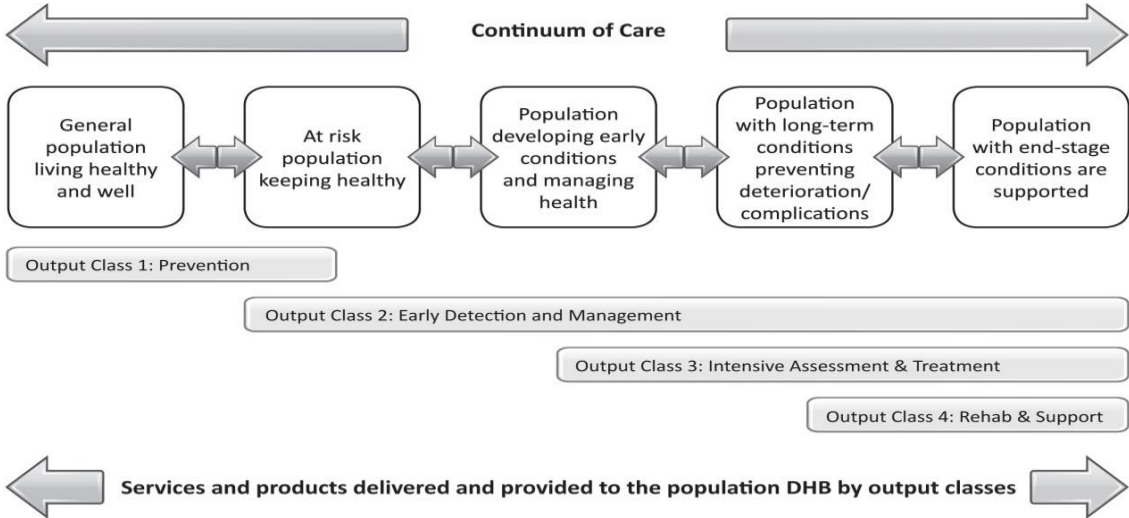 Continuum of Care
General
population
living healthy
and well
At risk
population
keeping healthy
Population
developing early
conditions
and managing
health
Population
with long-term
conditions
preventing
deterioration/
complications
Population
with end-stage
conditions are
supported
Output Class 1: Prevention
Output Class 2: Early Detection and Management
Output Class 3: Intensive Assessment & Treatment
Output Class 4: Rehab & Support
Services and products delivered and provided to the population DHB by output classes